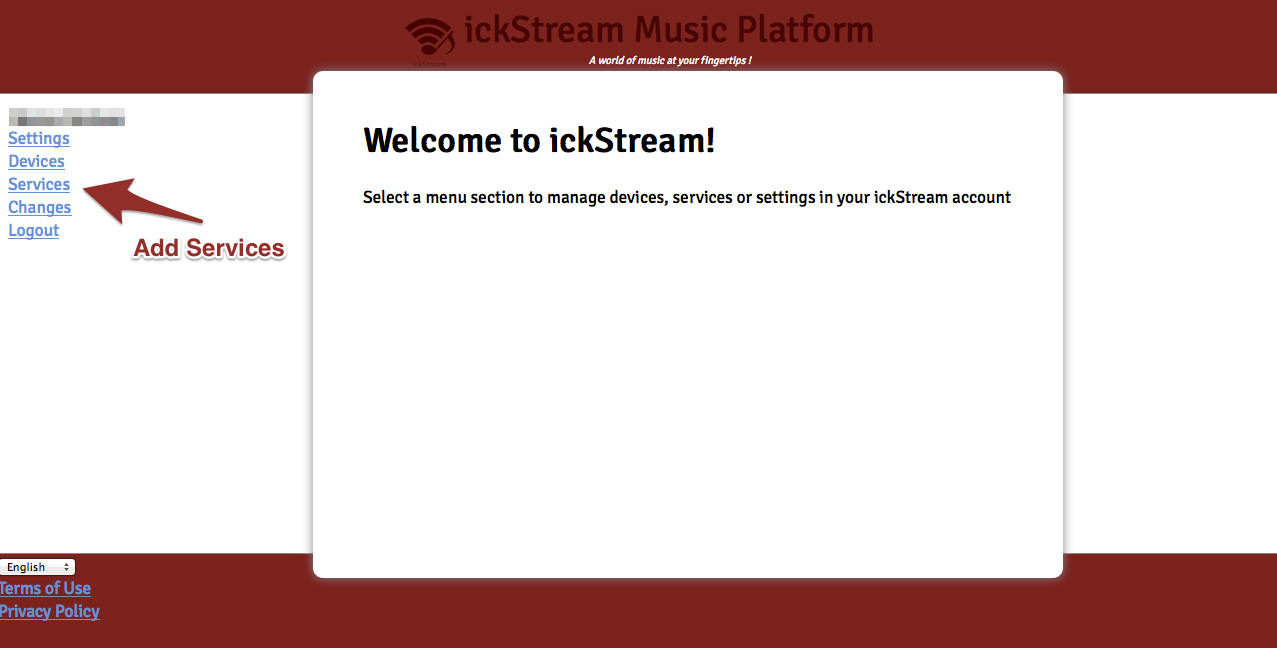 ickStream Music Platform
ickStream
A world of music at your fingertips !
Settings
Devices
Services
Changes
Logout
Add Services
Welcome to ickStream!
Select a menu section to manage devices, services or settings in your ickStream account
English
Terms of Use
Privacy Policy